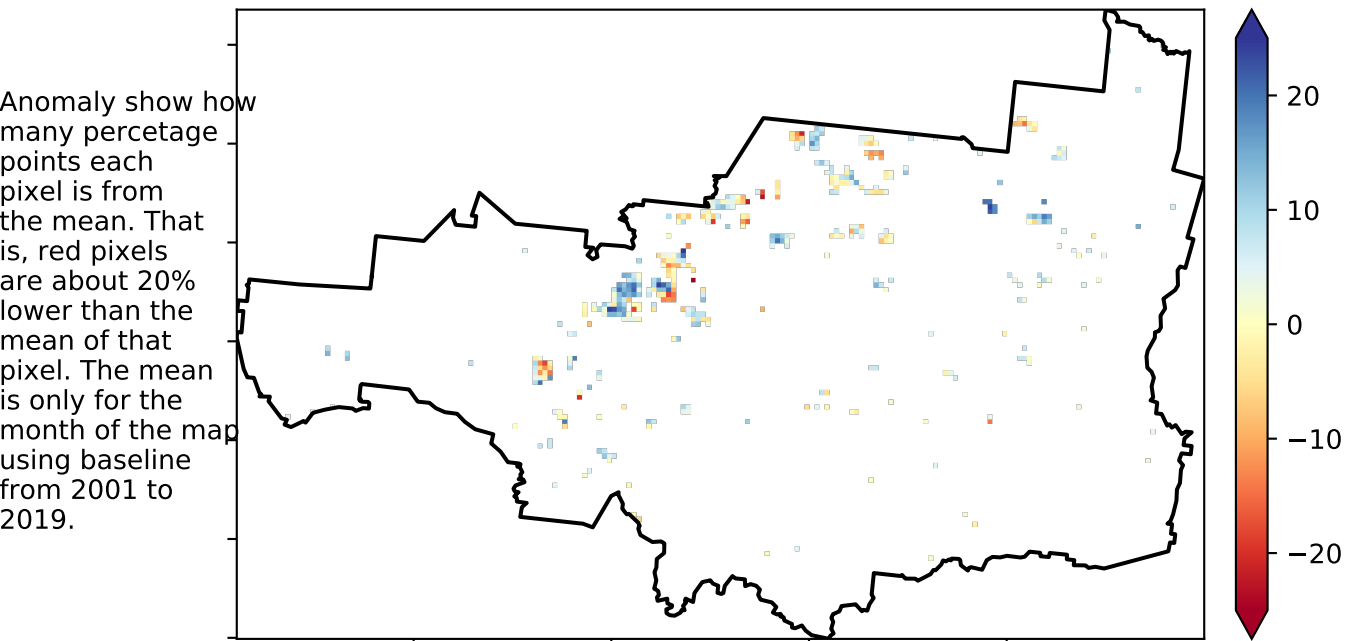 Anomaly show how
many percetage
points each
pixel is from
the mean. That
is, red pixels
are about 20%
lower than the
mean of that
pixel. The mean
is only for the
month of the map
using baseline
from 2001 to
2019.
20
10
0
−10
−20